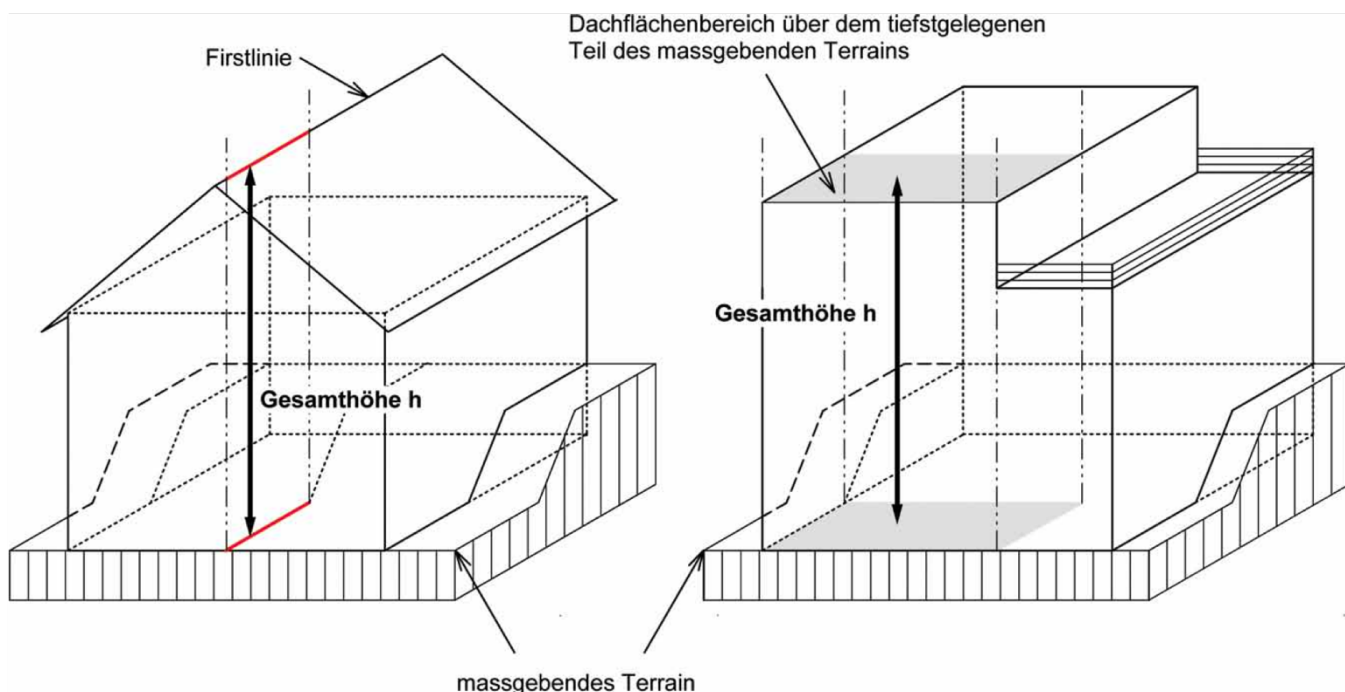 Dachflächenbereich über dem tiefstgelegenen
Teil des massgebenden Terrains
Firstlinie
Gesamthöhe h
Gesamthöhe h
massgebendes Terrain